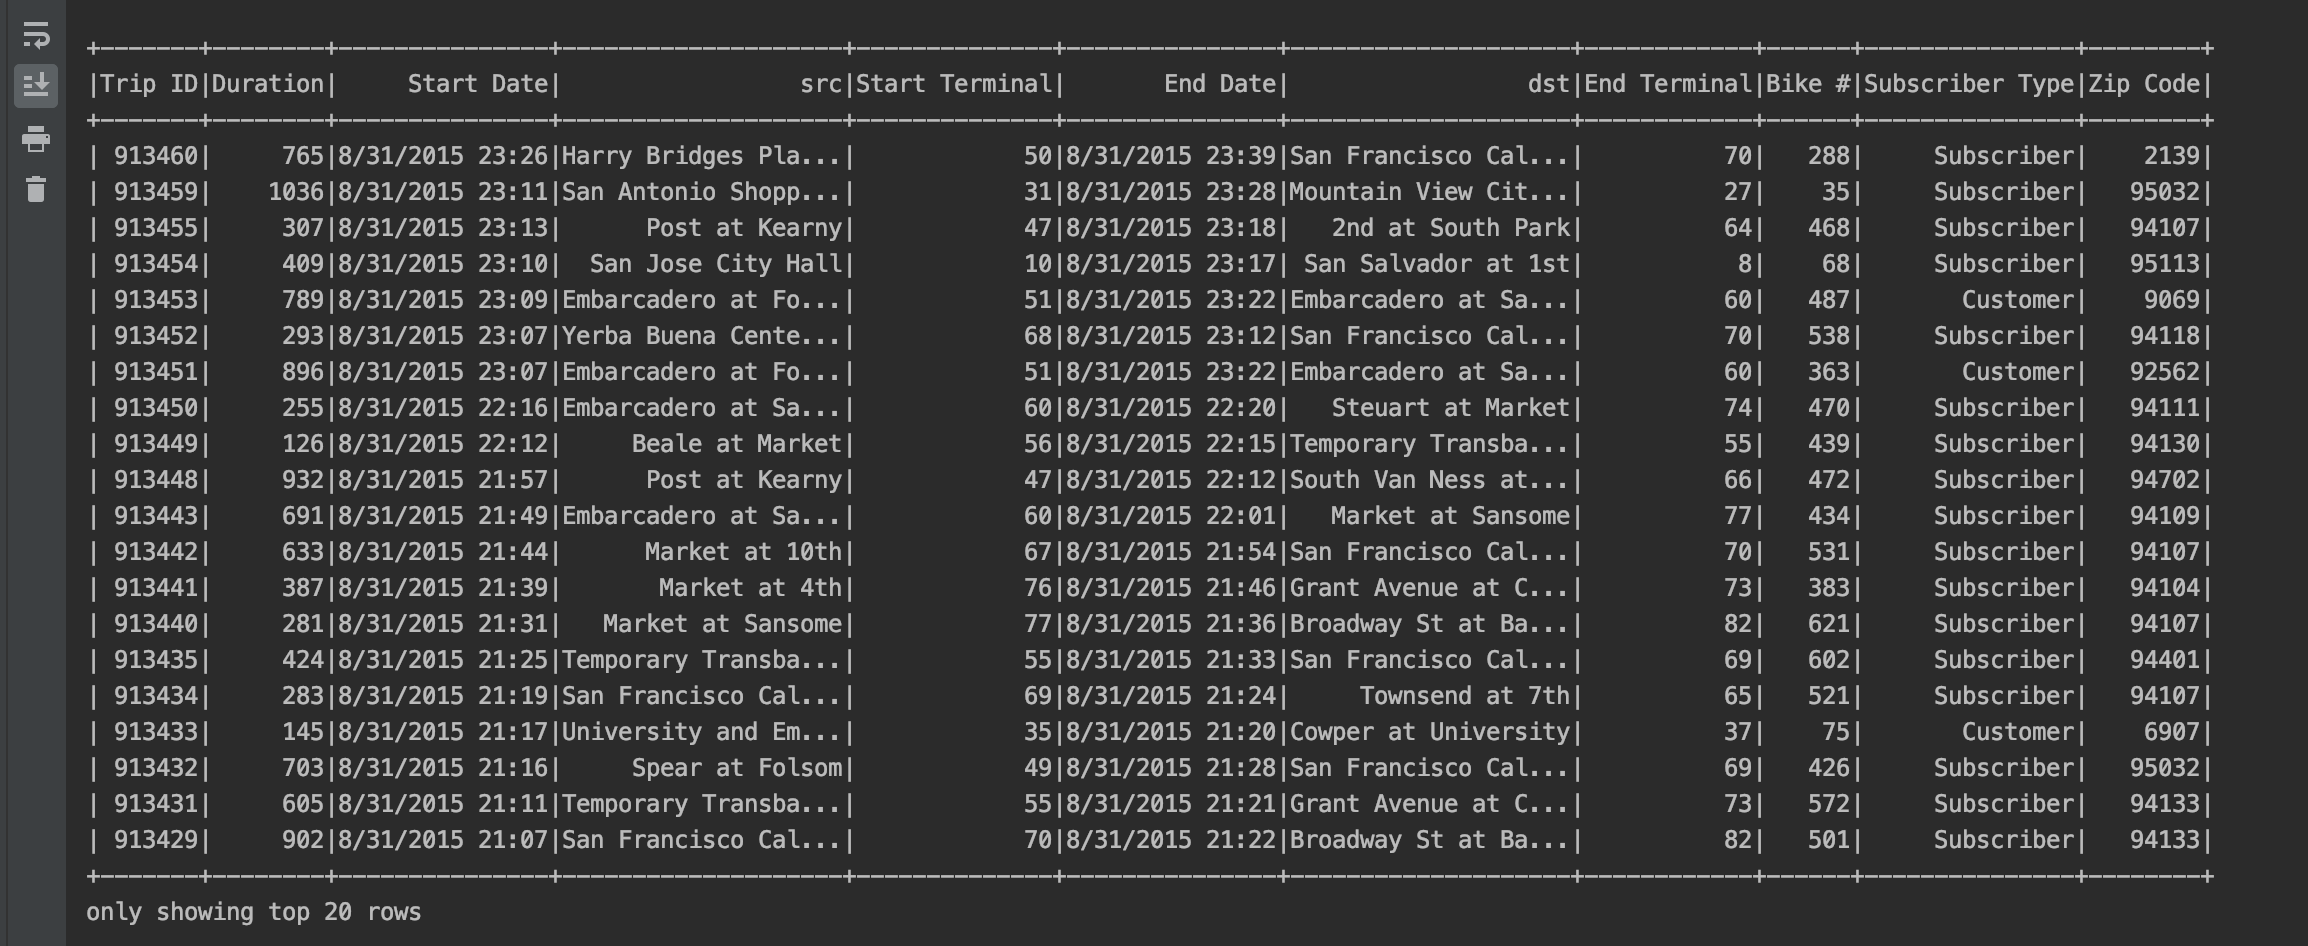 +-------+--------+---------------+--------------------+--------------+---------------+--------------------+------------+------+---------------+--------+
|Trip ID|Duration|     Start Date|                 src|Start Terminal|       End Date|                 dst|End Terminal|Bike #|Subscriber Type|Zip Code|
+-------+--------+---------------+--------------------+--------------+---------------+--------------------+------------+------+---------------+--------+
| 913460|     765|8/31/2015 23:26|Harry Bridges Pla...|            50|8/31/2015 23:39|San Francisco Cal...|          70|   288|     Subscriber|    2139|
| 913459|    1036|8/31/2015 23:11|San Antonio Shopp...|            31|8/31/2015 23:28|Mountain View Cit...|          27|    35|     Subscriber|   95032|
| 913455|     307|8/31/2015 23:13|      Post at Kearny|            47|8/31/2015 23:18|   2nd at South Park|          64|   468|     Subscriber|   94107|
| 913454|     409|8/31/2015 23:10|  San Jose City Hall|            10|8/31/2015 23:17| San Salvador at 1st|           8|    68|     Subscriber|   95113|
| 913453|     789|8/31/2015 23:09|Embarcadero at Fo...|            51|8/31/2015 23:22|Embarcadero at Sa...|          60|   487|       Customer|    9069|
| 913452|     293|8/31/2015 23:07|Yerba Buena Cente...|            68|8/31/2015 23:12|San Francisco Cal...|          70|   538|     Subscriber|   94118|
| 913451|     896|8/31/2015 23:07|Embarcadero at Fo...|            51|8/31/2015 23:22|Embarcadero at Sa...|          60|   363|       Customer|   92562|
| 913450|     255|8/31/2015 22:16|Embarcadero at Sa...|            60|8/31/2015 22:20|   Steuart at Market|          74|   470|     Subscriber|   94111|
| 913449|     126|8/31/2015 22:12|     Beale at Market|            56|8/31/2015 22:15|Temporary Transba...|          55|   439|     Subscriber|   94130|
| 913448|     932|8/31/2015 21:57|      Post at Kearny|            47|8/31/2015 22:12|South Van Ness at...|          66|   472|     Subscriber|   94702|
| 913443|     691|8/31/2015 21:49|Embarcadero at Sa...|            60|8/31/2015 22:01|   Market at Sansome|          77|   434|     Subscriber|   94109|
| 913442|     633|8/31/2015 21:44|      Market at 10th|            67|8/31/2015 21:54|San Francisco Cal...|          70|   531|     Subscriber|   94107|
| 913441|     387|8/31/2015 21:39|       Market at 4th|            76|8/31/2015 21:46|Grant Avenue at C...|          73|   383|     Subscriber|   94104|
| 913440|     281|8/31/2015 21:31|   Market at Sansome|            77|8/31/2015 21:36|Broadway St at Ba...|          82|   621|     Subscriber|   94107|
| 913435|     424|8/31/2015 21:25|Temporary Transba...|            55|8/31/2015 21:33|San Francisco Cal...|          69|   602|     Subscriber|   94401|
| 913434|     283|8/31/2015 21:19|San Francisco Cal...|            69|8/31/2015 21:24|     Townsend at 7th|          65|   521|     Subscriber|   94107|
| 913433|     145|8/31/2015 21:17|University and Em...|            35|8/31/2015 21:20|Cowper at University|          37|    75|       Customer|    6907|
| 913432|     703|8/31/2015 21:16|     Spear at Folsom|            49|8/31/2015 21:28|San Francisco Cal...|          69|   426|     Subscriber|   95032|
| 913431|     605|8/31/2015 21:11|Temporary Transba...|            55|8/31/2015 21:21|Grant Avenue at C...|          73|   572|     Subscriber|   94133|
| 913429|     902|8/31/2015 21:07|San Francisco Cal...|            70|8/31/2015 21:22|Broadway St at Ba...|          82|   501|     Subscriber|   94133|
+-------+--------+---------------+--------------------+--------------+---------------+--------------------+------------+------+---------------+--------+
only showing top 20 rows